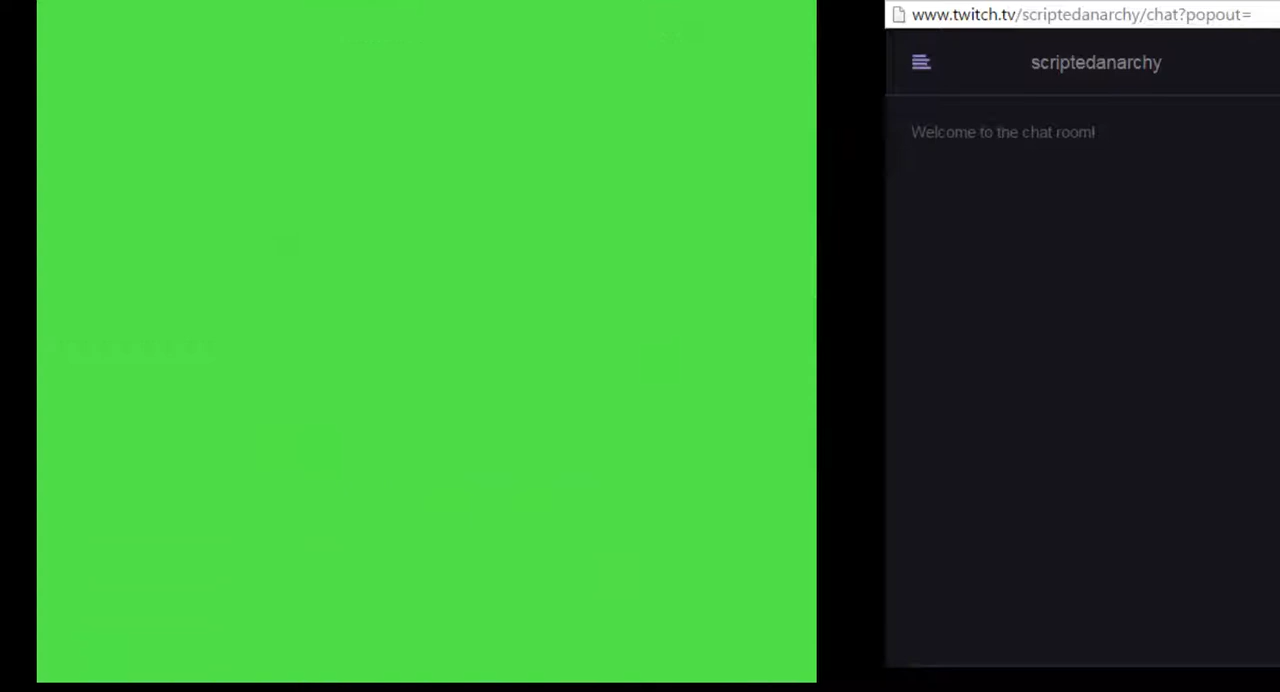 www.twitch.tv/scriptedanarchy/chat?popout=
scriptedanarchy
Welcome to the chat room!